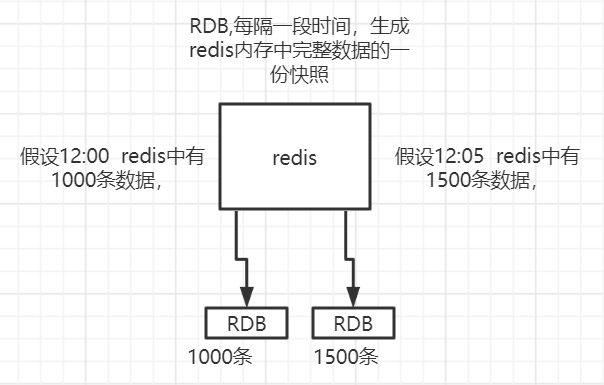 RDB,每隔一段时间，生成
redis内存中完整数据的一
份快照
假设12:00  redis中有
1000条数据，
redis
假设12:05  redis中有
1500条数据，
RDB
RDB
1000条
1500条